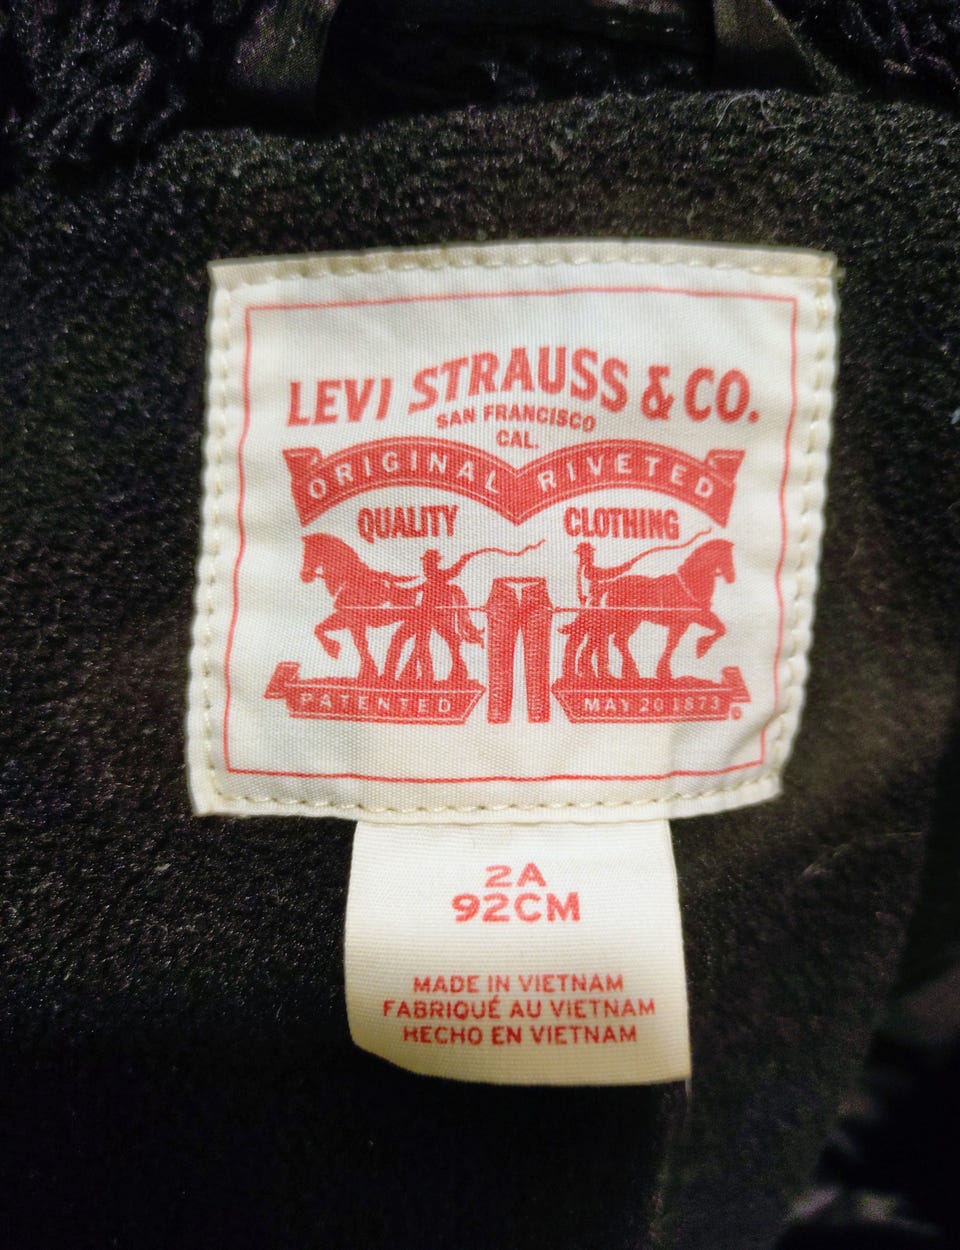 LEVI STRAUSS & CO.
SAN FRANCISCO
CAL.
ORIGINAL RIVETED
QUALITY CLOTHING
PATENTED MAY 20 1873
2A
92CM
MADE IN VIETNAM
FABRIQUÉ AU VIETNAM
HECHO EN VIETNAM